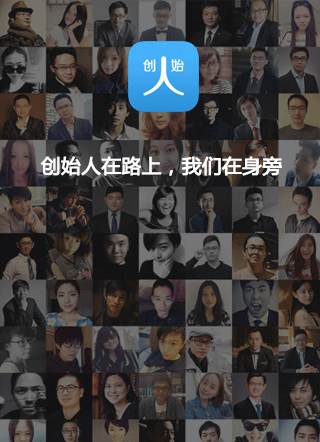 创 始
人
创始人在路上，我们在身旁